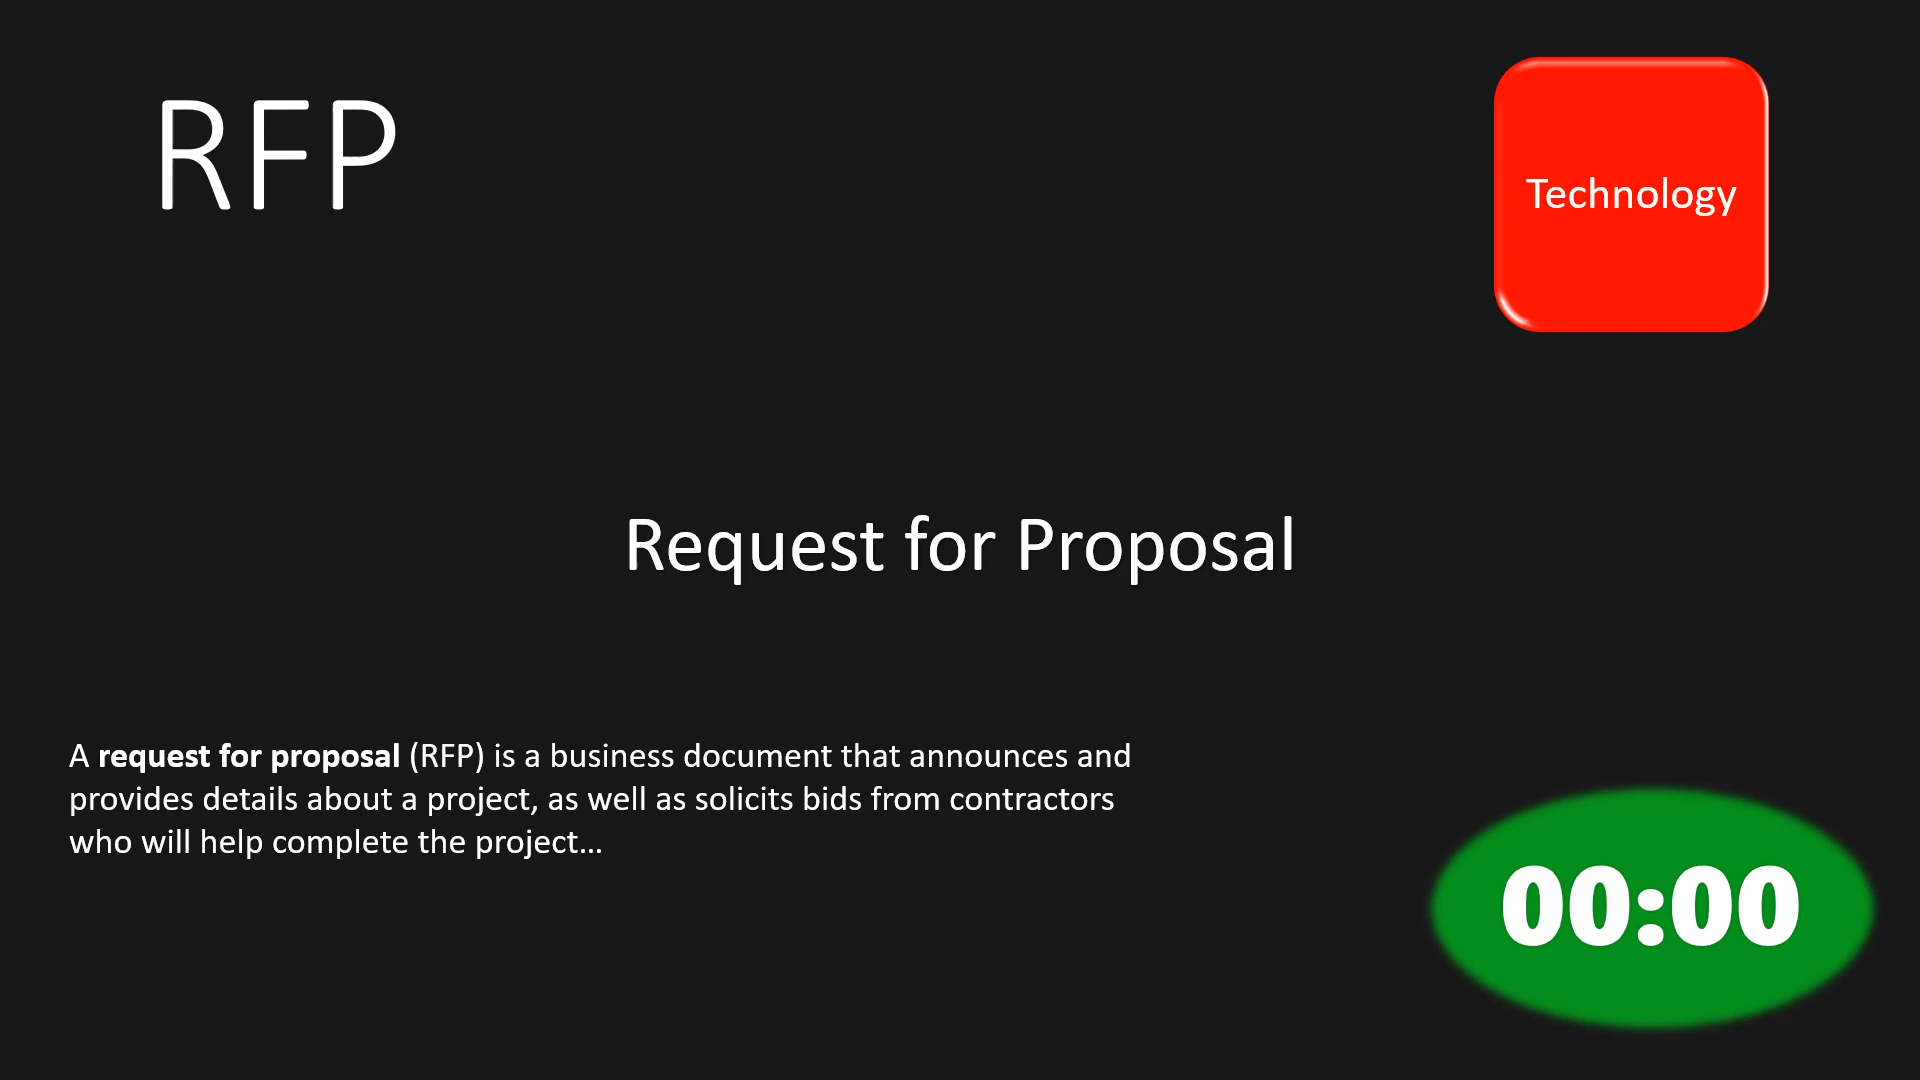 RFP
Technology
Request for Proposal
A request for proposal (RFP) is a business document that announces and
provides details about a project, as well as solicits bids from contractors
who will help complete the project...
00:00